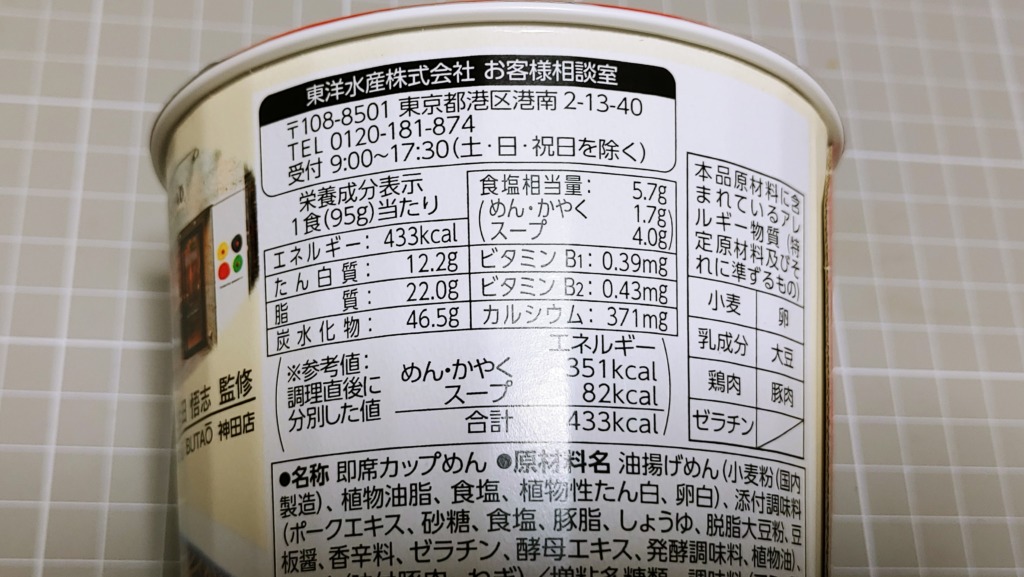 東洋水産株式会社 お客様相談室
〒108-8501 東京都港区港南 2-13-40
TEL 0120-181-874
受付 9:00~17:30(土・日・祝日を除く)
栄養成分表示
1食(95g)当たり
エネルギー: 433kcal
たん白質: 12.2g
脂 質: 22.0g
炭水化物: 46.5g
食塩相当量: 5.7g
(めん・かやく 1.7g
スープ 4.0g)
ビタミン B1: 0.39mg
ビタミン B2: 0.43mg
カルシウム: 371mg
※参考値:
調理直後に
分別した値
エネルギー
めん・かやく 351kcal
スープ 82kcal
合計 433kcal
本品原材料に含
まれているアレ
ルギー物質(特
定原材料及びそ
れに準ずるもの)
小麦 卵
乳成分 大豆
鶏肉 豚肉
ゼラチン
悟志 監修
BUTAO 神田店
●名称 即席カップめん ●原材料名 油揚げめん(小麦粉(国内
製造)、植物油脂、食塩、植物性たん白、卵白)、添付調味料
(ポークエキス、砂糖、食塩、豚脂、しょうゆ、脱脂大豆粉、豆
板醤、香辛料、ゼラチン、酵母エキス、発酵調味料、植物油)、